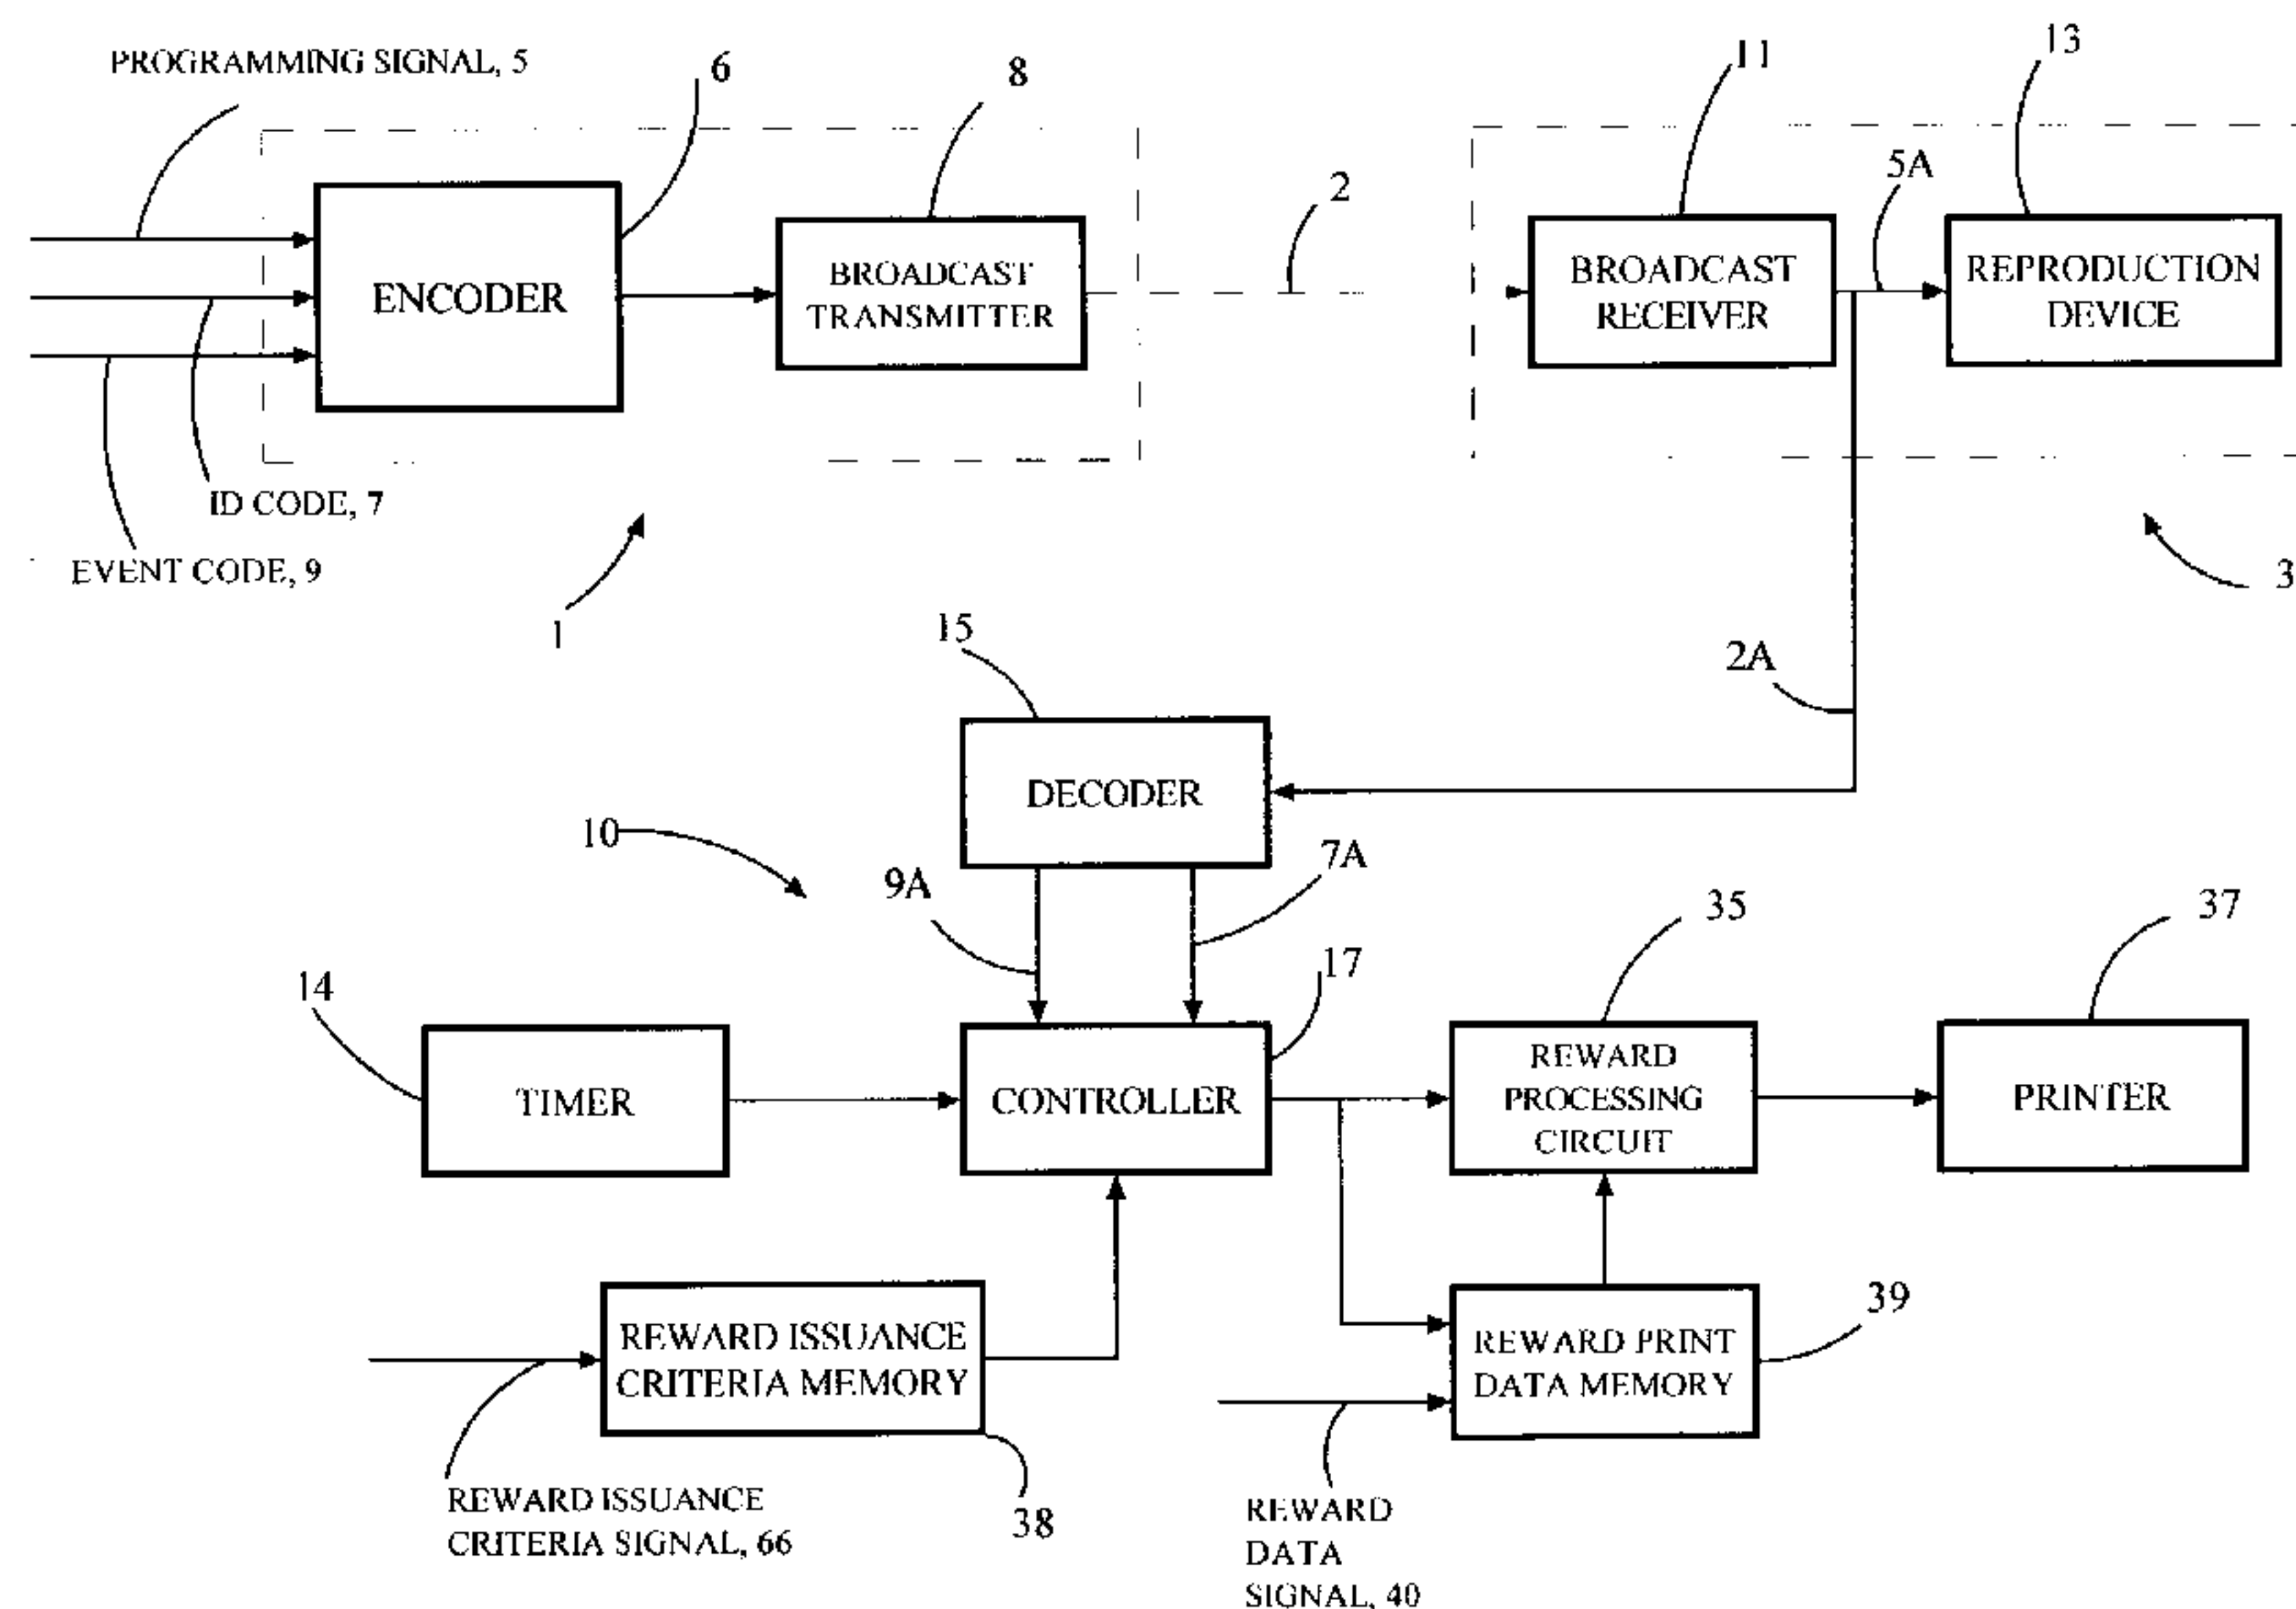 PROGRAMMING SIGNAL, 5
6
8
11
13
2
5A
ENCODER
BROADCAST
TRANSMITTER
BROADCAST
RECEIVER
REPRODUCTION
DEVICE
ID CODE, 7
EVENT CODE, 9
1
3
15
2A
DECODER
10
9A
7A
35
37
14
17
TIMER
CONTROLLER
REWARD
PROCESSING
CIRCUIT
PRINTER
39
REWARD ISSUANCE
CRITERIA MEMORY
REWARD PRINT
DATA MEMORY
REWARD ISSUANCE
CRITERIA SIGNAL, 66
38
REWARD
DATA
SIGNAL, 40